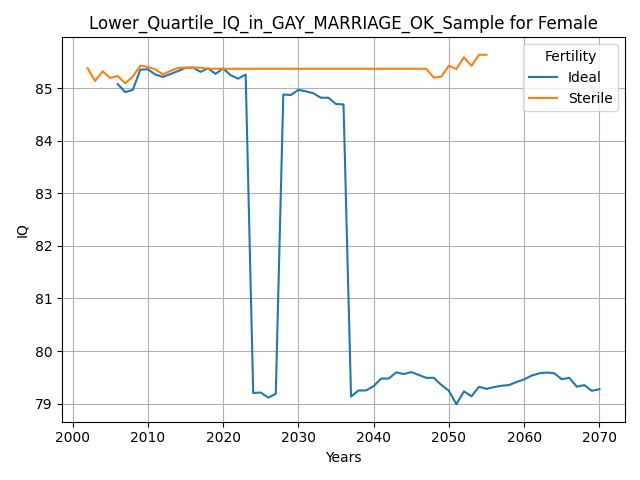 Lower_Quartile_IQ_in_GAY_MARRIAGE_OK_Sample for Female
Fertility
Ideal
Sterile
IQ
85
84
83
82
81
80
79
2000 2010 2020 2030 2040 2050 2060 2070
Years